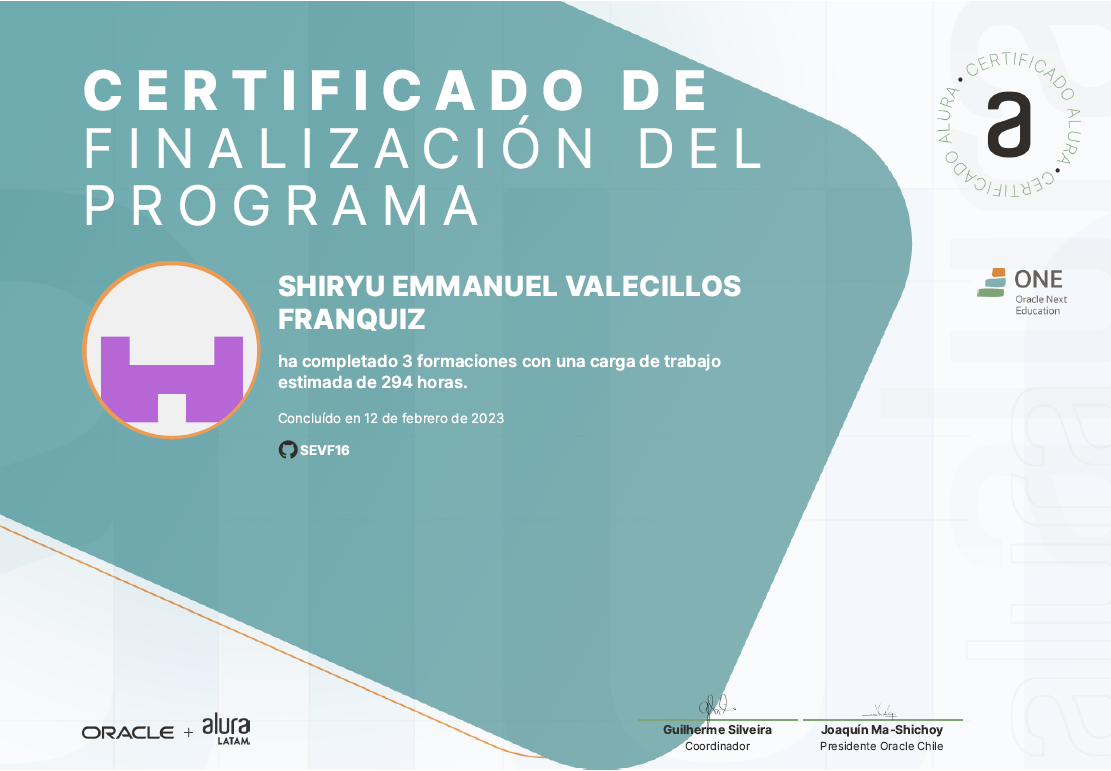 CERTIFICADO DE
FINALIZACIÓN DEL
PROGRAMA
CERTIFICADO ALURA • CERTIFICADO ALURA •
a
SHIRYU EMMANUEL VALECILLOS
FRANQUIZ
ONE
Oracle Next
Education
ha completado 3 formaciones con una carga de trabajo
estimada de 294 horas.
Concluído en 12 de febrero de 2023
SEVF16
ORACLE + alura
LATAM
Guilherme Silveira
Coordinador
Joaquín Ma-Shichoy
Presidente Oracle Chile
alura